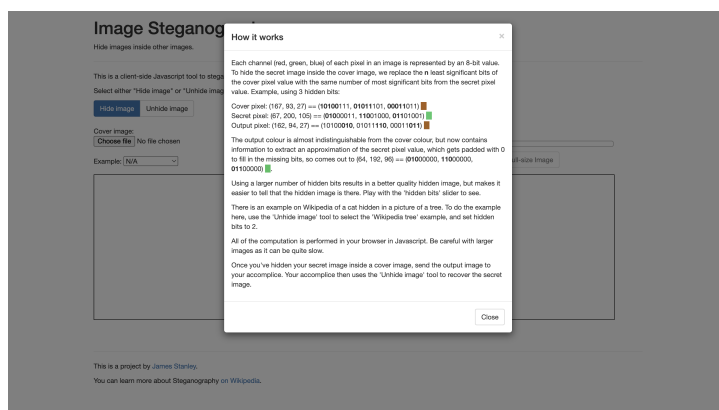 Image Steganog
Hide images inside other images.
This is a client-side Javascript tool to stega
Select either "Hide image" or "Unhide imag
Hide image Unhide image
Cover image:
Choose file No file chosen
Example: N/A
ll-size Image
How it works ×
Each channel (red, green, blue) of each pixel in an image is represented by an 8-bit value.
To hide the secret image inside the cover image, we replace the n least significant bits of
the cover pixel value with the same number of most significant bits from the secret pixel
value. Example, using 3 hidden bits:
Cover pixel: (167, 93, 27) == (10100111, 01011101, 00011011)
Secret pixel: (67, 200, 105) == (01000011, 11001000, 01101001)
Output pixel: (162, 94, 27) == (10100010, 01011110, 00011011)
The output colour is almost indistinguishable from the cover colour, but now contains
information to extract an approximation of the secret pixel value, which gets padded with 0
to fill in the missing bits, so comes out to (64, 192, 96) == (01000000, 11000000,
01100000) .
Using a larger number of hidden bits results in a better quality hidden image, but makes it
easier to tell that the hidden image is there. Play with the 'hidden bits' slider to see.
There is an example on Wikipedia of a cat hidden in a picture of a tree. To do the example
here, use the 'Unhide image' tool to select the 'Wikipedia tree' example, and set hidden
bits to 2.
All of the computation is performed in your browser in Javascript. Be careful with larger
images as it can be quite slow.
Once you've hidden your secret image inside a cover image, send the output image to
your accomplice. Your accomplice then uses the 'Unhide image' tool to recover the secret
image.
Close
This is a project by James Stanley.
You can learn more about Steganography on Wikipedia.